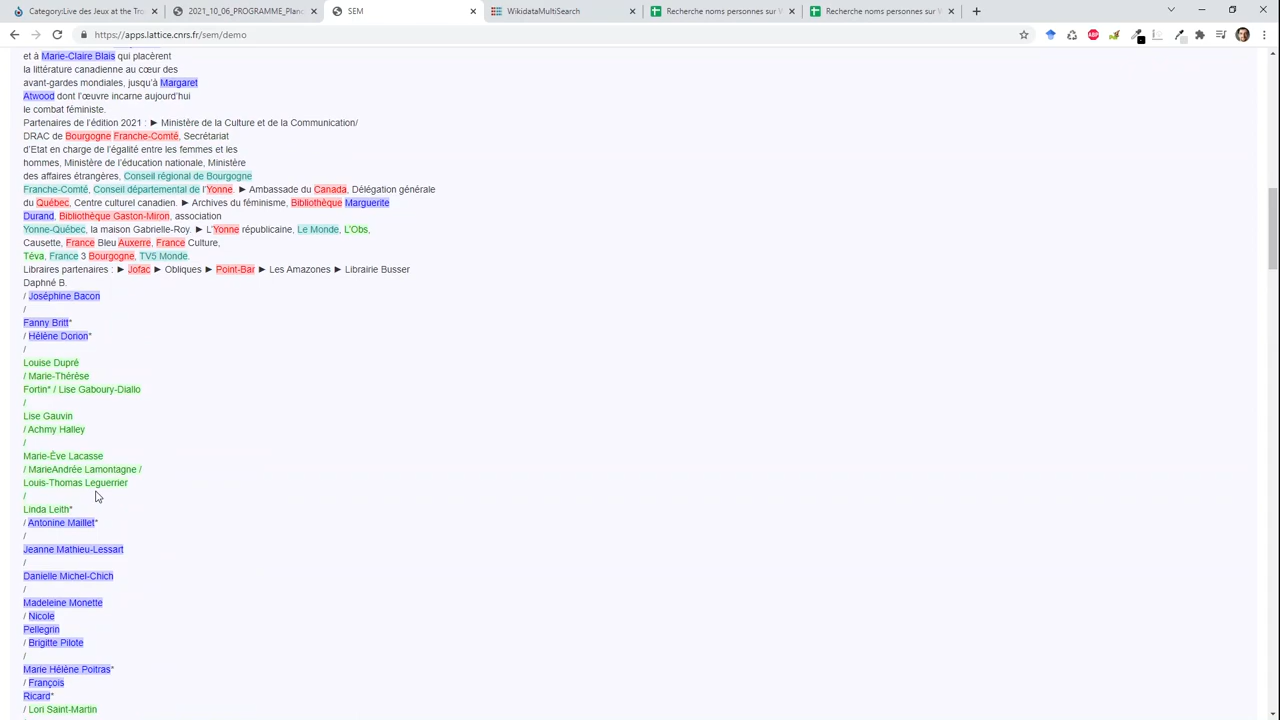 Category:Live des Jeux at the Tro
2021_10_06_PROGRAMME_Planc
SEM
WikidataMultiSearch
Recherche noms personnes sur W
Recherche noms personnes sur W
https://apps.lattice.cnrs.fr/sem/demo
et à Marie-Claire Blais qui placèrent
la littérature canadienne au cœur des
avant-gardes mondiales, jusqu'à Margaret
Atwood dont l'œuvre incarne aujourd'hui
le combat féministe.
Partenaires de l'édition 2021 : ► Ministère de la Culture et de la Communication/
DRAC de Bourgogne Franche-Comté, Secrétariat
d'Etat en charge de l'égalité entre les femmes et les
hommes, Ministère de l'éducation nationale, Ministère
des affaires étrangères, Conseil régional de Bourgogne
Franche-Comté, Conseil départemental de l'Yonne. ► Ambassade du Canada, Délégation générale
du Québec, Centre culturel canadien. ► Archives du féminisme, Bibliothèque Marguerite
Durand, Bibliothèque Gaston-Miron, association
Yonne-Québec, la maison Gabrielle-Roy. ► L'Yonne républicaine, Le Monde, L'Obs,
Causette, France Bleu Auxerre, France Culture,
Téva, France 3 Bourgogne, TV5 Monde.
Libraires partenaires : ► Jofac ► Obliques ► Point-Bar ► Les Amazones ► Librairie Busser
Daphné B.
/ Joséphine Bacon
/
Fanny Britt*
/ Hélène Dorion*
/
Louise Dupré
/ Marie-Thérèse
Fortin* / Lise Gaboury-Diallo
/
Lise Gauvin
/ Achmy Halley
/
Marie-Ève Lacasse
/ MarieAndrée Lamontagne /
Louis-Thomas Leguerrier
/
Linda Leith*
/ Antonine Maillet*
/
Jeanne Mathieu-Lessart
/
Danielle Michel-Chich
/
Madeleine Monette
/ Nicole
Pellegrin
/ Brigitte Pilote
/
Marie Hélène Poitras*
/ François
Ricard*
/ Lori Saint-Martin